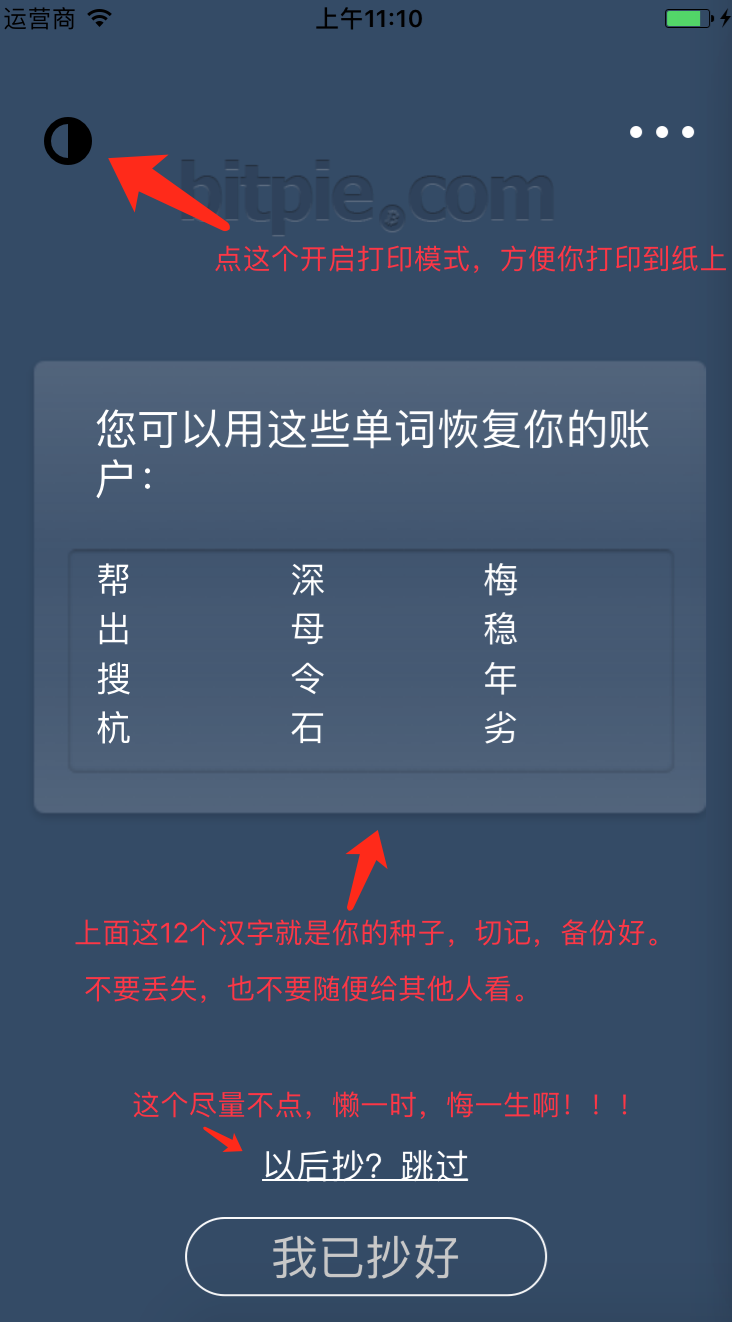 运营商 上午11:10
bitpie.com
点这个开启打印模式，方便你打印到纸上
您可以用这些单词恢复你的账
户：
帮 深 梅
出 母 稳
搜 令 年
杭 石 劣
上面这12个汉字就是你的种子，切记，备份好。
不要丢失，也不要随便给其他人看。
这个尽量不点，懒一时，悔一生啊！！！
以后抄？跳过
我已抄好